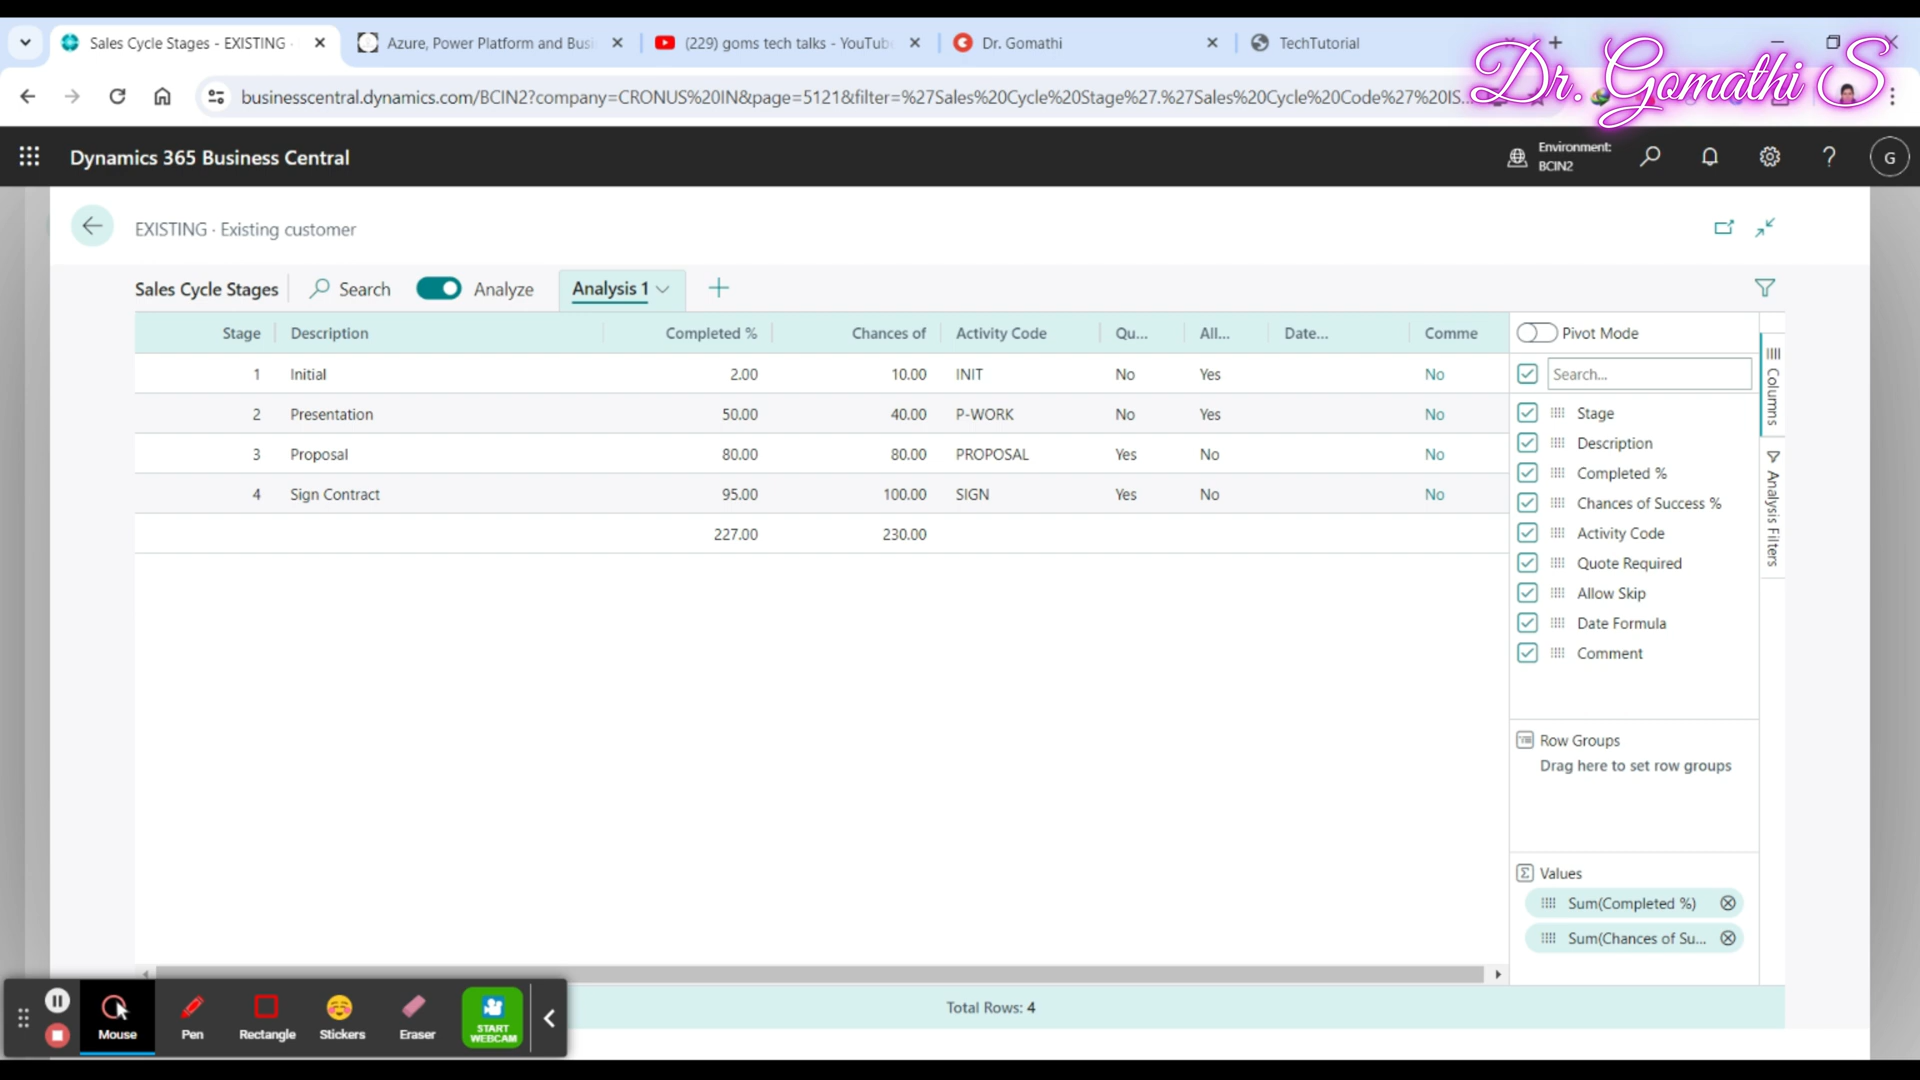 Sales Cycle Stages - EXISTING
Azure, Power Platform and Busi
(229) goms tech talks - YouTube
Dr. Gomathi
TechTutorial
Dr. Gomathi S
businesscentral.dynamics.com/BCIN2?company=CRONUS%20IN&page=5121&filter=%27Sales%20Cycle%20Stage%27.%27Sales%20Cycle%20Code%27%20IS...
Dynamics 365 Business Central
Environment:
BCIN2
?
G
EXISTING · Existing customer
Sales Cycle Stages
Search
Analyze
Analysis 1
Stage Description Completed % Chances of Activity Code Qu... All... Date... Comme
1 Initial 2.00 10.00 INIT No Yes No
2 Presentation 50.00 40.00 P-WORK No Yes No
3 Proposal 80.00 80.00 PROPOSAL Yes No No
4 Sign Contract 95.00 100.00 SIGN Yes No No
227.00 230.00
Pivot Mode
Search...
Stage
Description
Completed %
Chances of Success %
Activity Code
Quote Required
Allow Skip
Date Formula
Comment
Columns
Analysis Filters
Row Groups
Drag here to set row groups
Values
Sum(Completed %)
Sum(Chances of Su...
Total Rows: 4
Mouse
Pen
Rectangle
Stickers
Eraser
START
WEBCAM